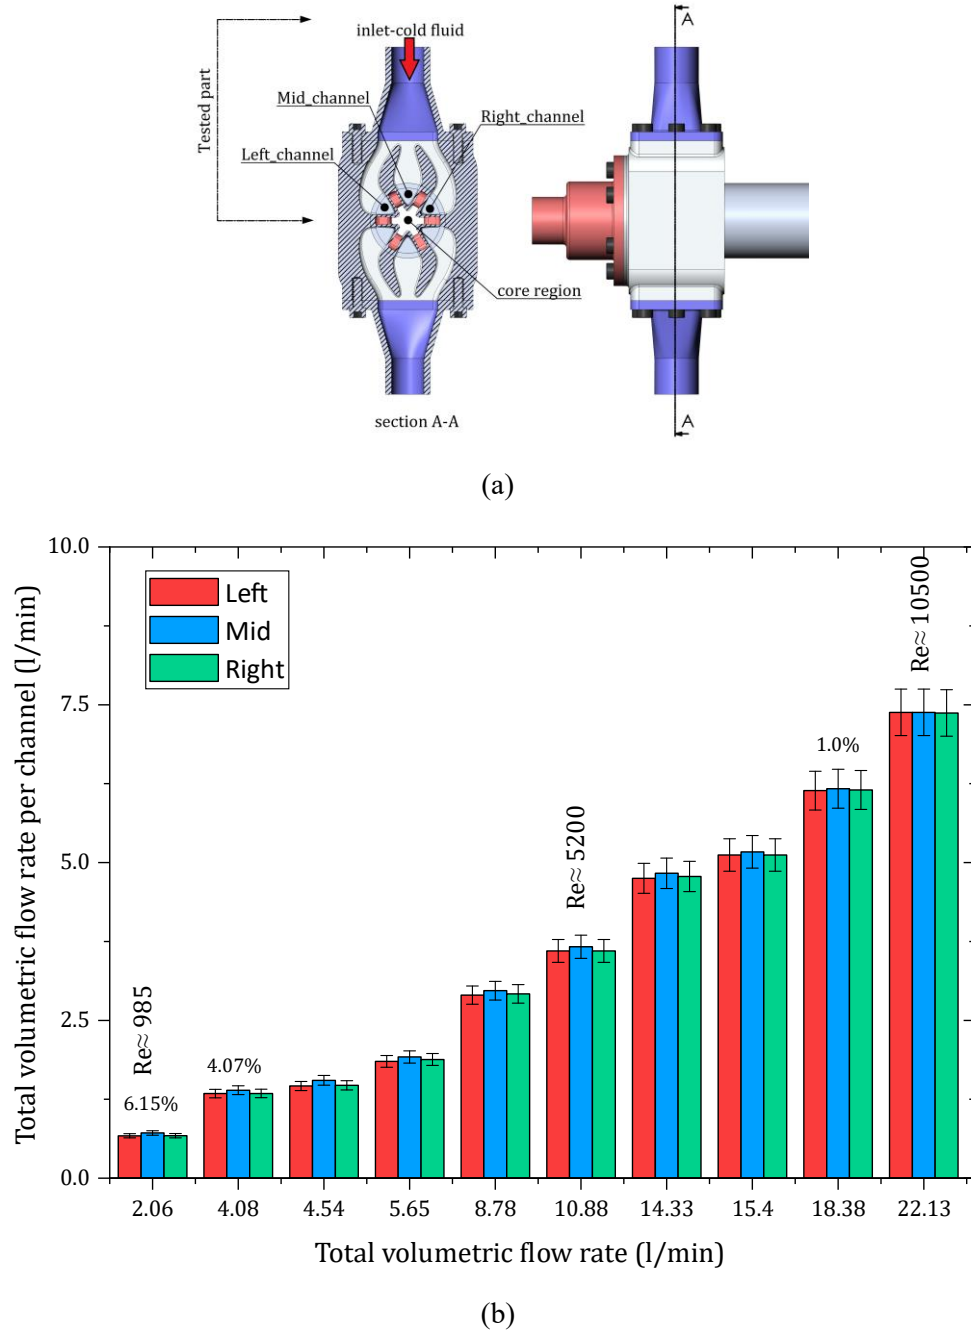 A
inlet-cold fluid
Mid_channel
Right_channel
Tested part
Left_channel
core region
section A-A
A
(a)
Total volumetric flow rate per channel (l/min)
10.0
7.5
5.0
2.5
0.0
Left
Mid
Right
Re≈ 985
6.15%
4.07%
Re≈ 5200
1.0%
Re≈ 10500
2.06 4.08 4.54 5.65 8.78 10.88 14.33 15.4 18.38 22.13
Total volumetric flow rate (l/min)
(b)